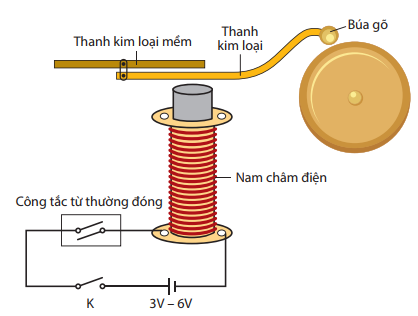 Búa gõ
Thanh kim loại mềm
Thanh
kim loại
Nam châm điện
Công tắc từ thường đóng
K
3V – 6V